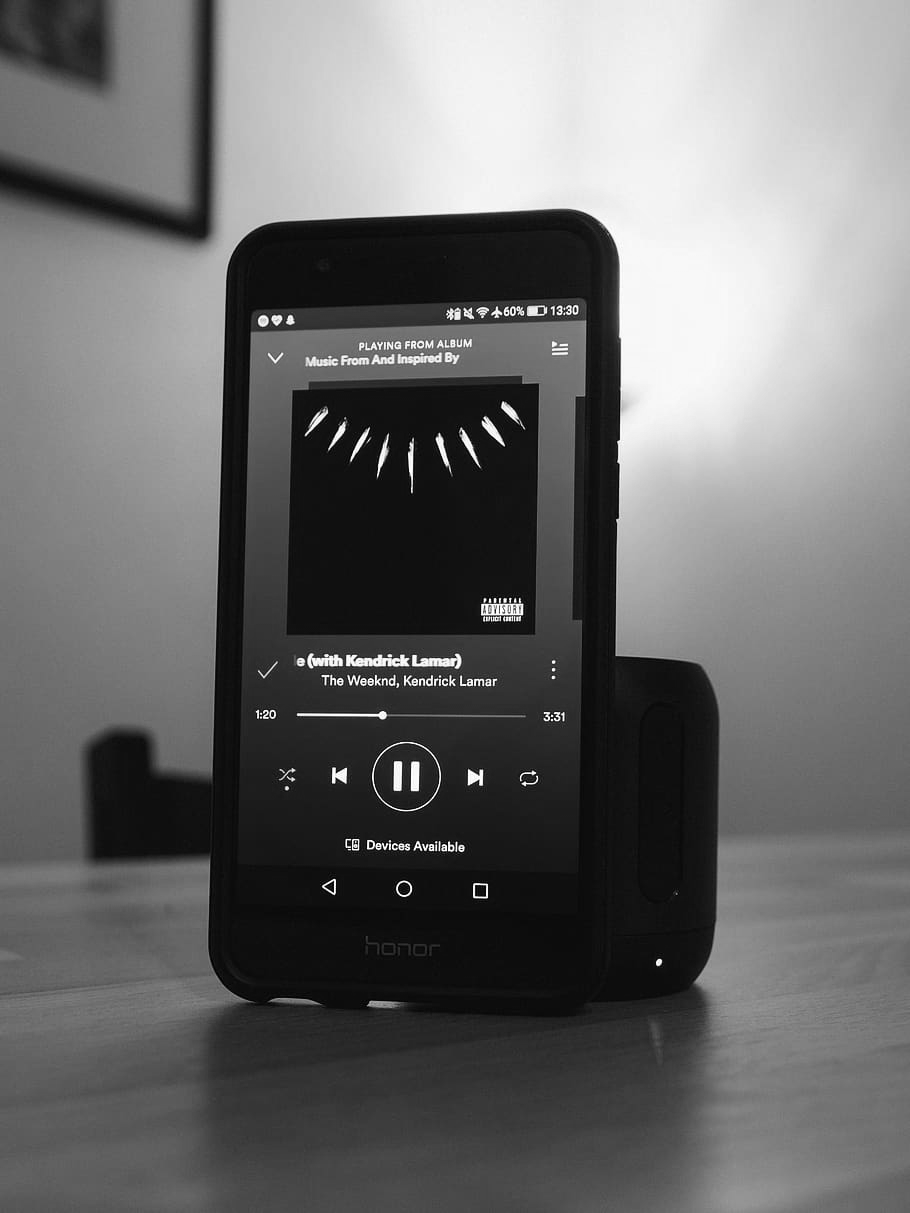 60% 13:30
PLAYING FROM ALBUM
Music From And Inspired By
PARENTAL
ADVISORY
EXPLICIT CONTENT
e (with Kendrick Lamar)
The Weeknd, Kendrick Lamar
1:20 3:31
Devices Available
honor